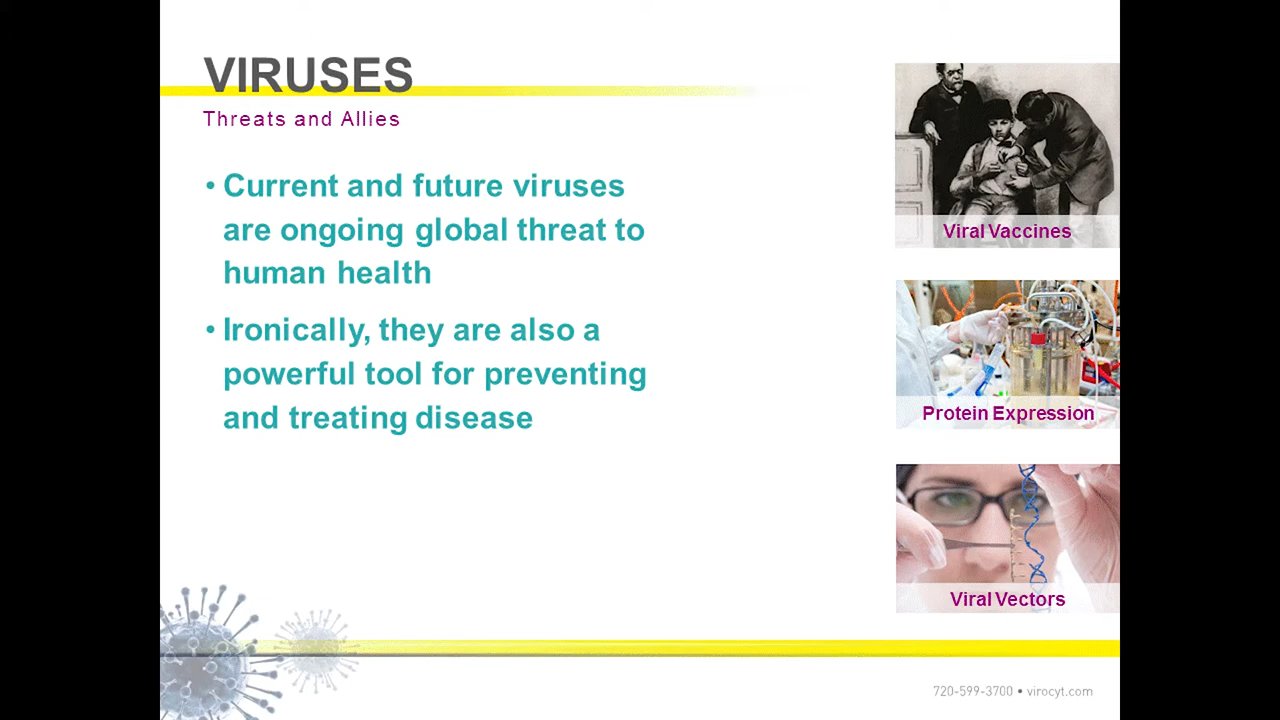 VIRUSES
Threats and Allies
• Current and future viruses
are ongoing global threat to
human health
• Ironically, they are also a
powerful tool for preventing
and treating disease
Viral Vaccines
Protein Expression
Viral Vectors
720-599-3700 • virocyt.com